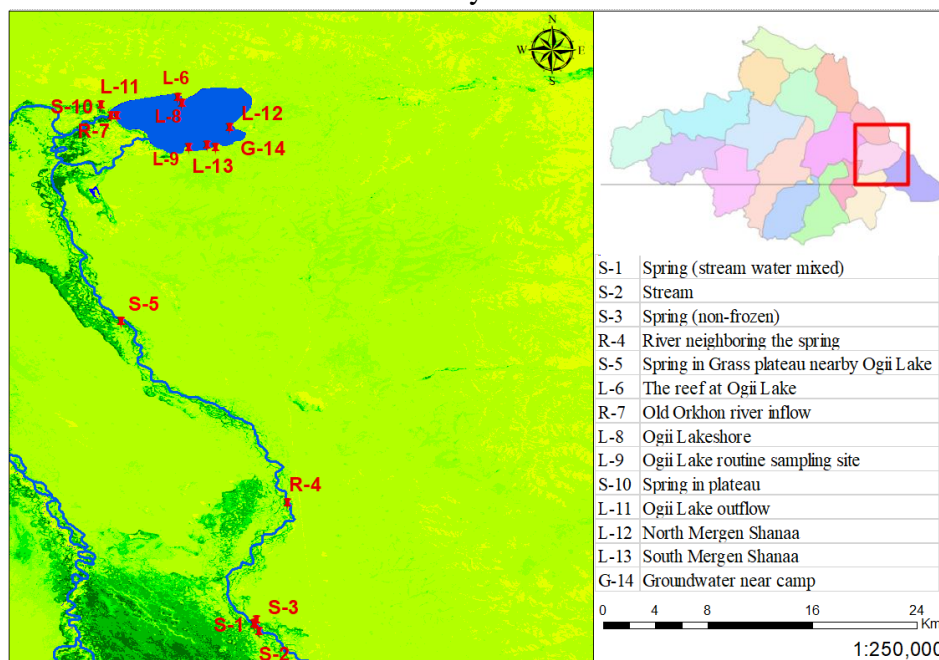 N
W E
S
L-11
L-6
S-10
L-8
R-7
L-12
L-9
L-13
G-14
S-5
R-4
S-3
S-1
S-2
S-1 Spring (stream water mixed)
S-2 Stream
S-3 Spring (non-frozen)
R-4 River neighboring the spring
S-5 Spring in Grass plateau nearby Ogii Lake
L-6 The reef at Ogii Lake
R-7 Old Orkhon river inflow
L-8 Ogii Lakeshore
L-9 Ogii Lake routine sampling site
S-10 Spring in plateau
L-11 Ogii Lake outflow
L-12 North Mergen Shanaa
L-13 South Mergen Shanaa
G-14 Groundwater near camp
0 4 8 16 24
Km
1:250,000